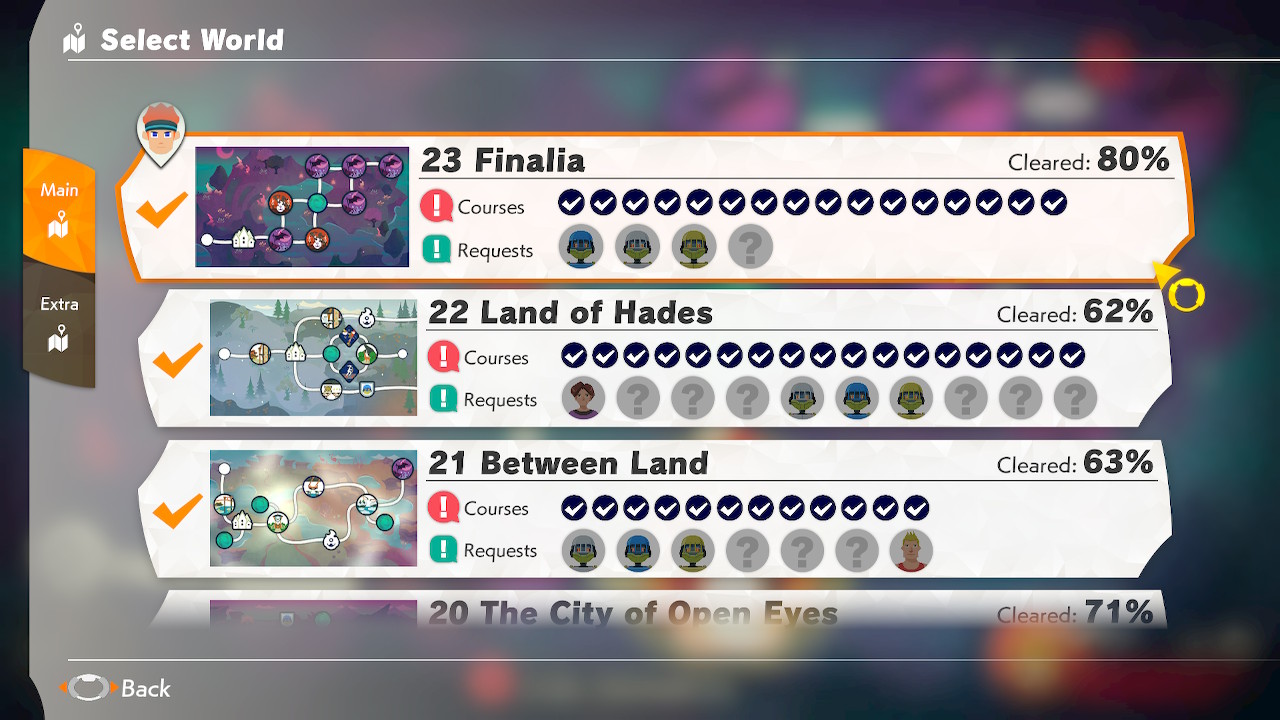 Select World
Main
Extra
23 Finalia
Cleared: 80%
! Courses
! Requests ?
22 Land of Hades
Cleared: 62%
! Courses
! Requests ? ? ? ? ? ?
21 Between Land
Cleared: 63%
! Courses
! Requests ? ? ?
20 The City of Open Eyes
Cleared: 71%
Back